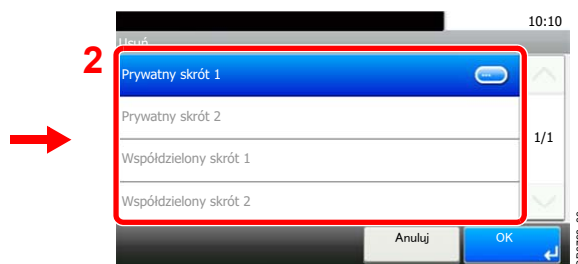 10:10
Usuń
2
Prywatny skrót 1
Prywatny skrót 2
1/1
Współdzielony skrót 1
Współdzielony skrót 2
Anuluj
OK